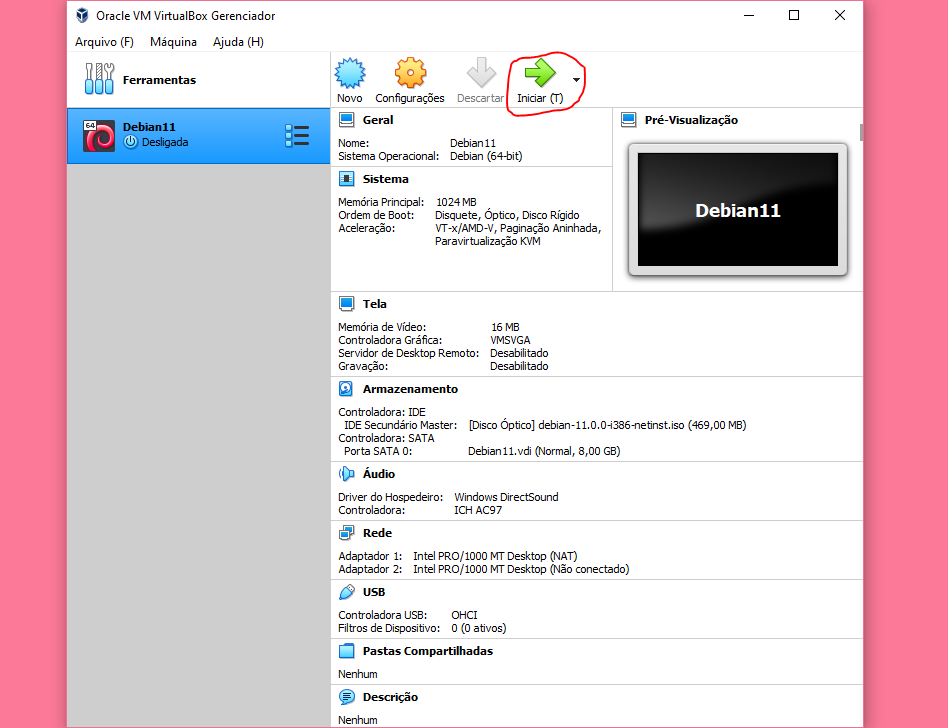 Oracle VM VirtualBox Gerenciador
Arquivo (F) Máquina Ajuda (H)
Ferramentas
Novo Configurações Descartar Iniciar (T)
64
Debian11
Desligada
Geral
Nome: Debian11
Sistema Operacional: Debian (64-bit)
Pré-Visualização
Debian11
Sistema
Memória Principal: 1024 MB
Ordem de Boot: Disquete, Óptico, Disco Rígido
Aceleração: VT-x/AMD-V, Paginação Aninhada,
Paravirtualização KVM
Tela
Memória de Vídeo: 16 MB
Controladora Gráfica: VMSVGA
Servidor de Desktop Remoto: Desabilitado
Gravação: Desabilitado
Armazenamento
Controladora: IDE
IDE Secundário Master: [Disco Óptico] debian-11.0.0-i386-netinst.iso (469,00 MB)
Controladora: SATA
Porta SATA 0: Debian11.vdi (Normal, 8,00 GB)
Áudio
Driver do Hospedeiro: Windows DirectSound
Controladora: ICH AC97
Rede
Adaptador 1: Intel PRO/1000 MT Desktop (NAT)
Adaptador 2: Intel PRO/1000 MT Desktop (Não conectado)
USB
Controladora USB: OHCI
Filtros de Dispositivo: 0 (0 ativos)
Pastas Compartilhadas
Nenhum
Descrição
Nenhum